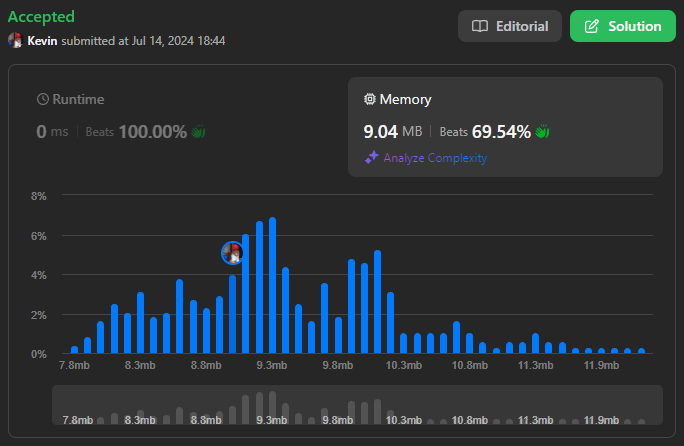 Accepted
Kevin submitted at Jul 14, 2024 18:44
Editorial
Solution
Runtime
0 ms Beats 100.00%
Memory
9.04 MB Beats 69.54%
Analyze Complexity
8%
6%
4%
2%
0%
7.8mb 8.3mb 8.8mb 9.3mb 9.8mb 10.3mb 10.8mb 11.3mb 11.9mb
7.8mb 8.3mb 8.8mb 9.3mb 9.8mb 10.3mb 10.8mb 11.3mb 11.9mb